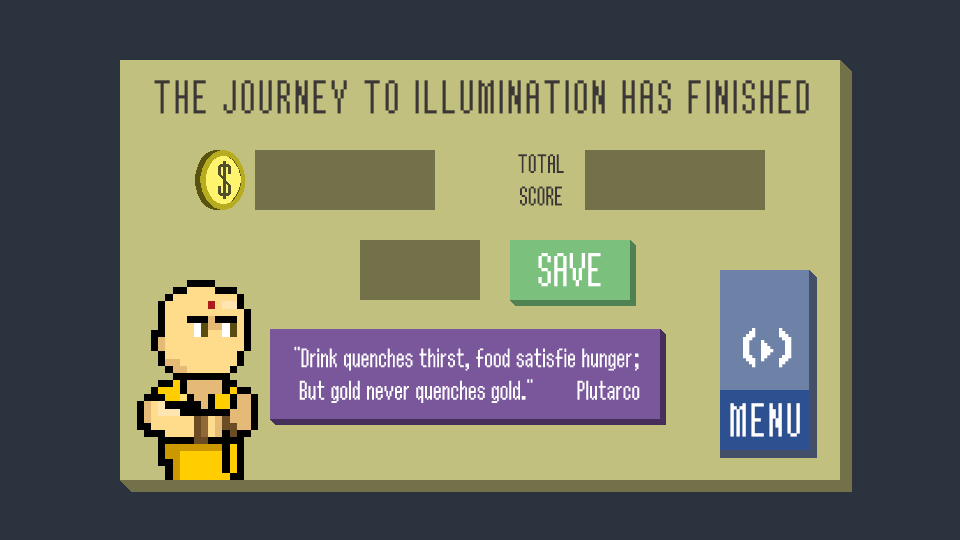 THE JOURNEY TO ILLUMINATION HAS FINISHED
$
TOTAL
SCORE
SAVE
"Drink quenches thirst, food satisfie hunger;
But gold never quenches gold." Plutarco
MENU